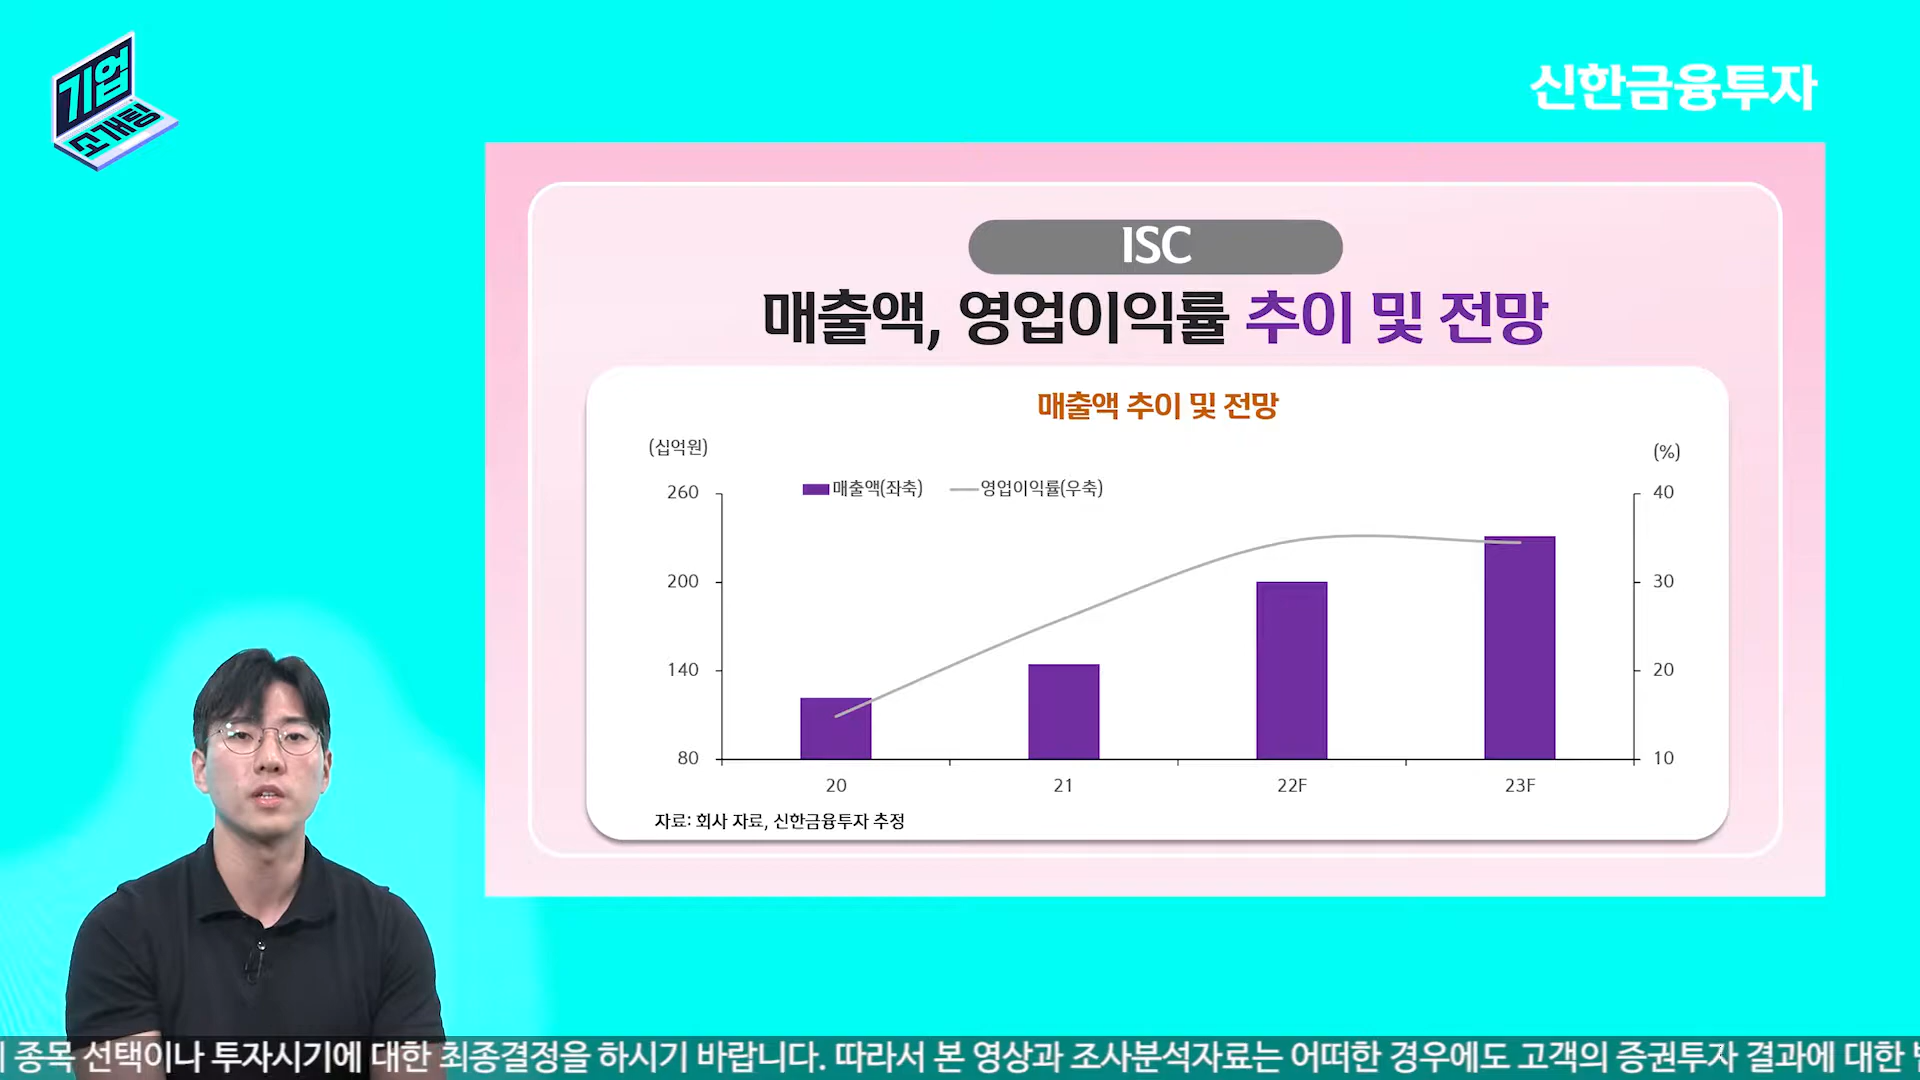 기업
소개팅
신한금융투자
ISC
매출액, 영업이익률 추이 및 전망
매출액 추이 및 전망
(십억원)
(%)
매출액(좌축) 영업이익률(우축)
260
200
140
80
40
30
20
10
20 21 22F 23F
자료: 회사 자료, 신한금융투자 추정
종목 선택이나 투자시기에 대한 최종결정을 하시기 바랍니다. 따라서 본 영상과 조사분석자료는 어떠한 경우에도 고객의 증권투자 결과에 대한